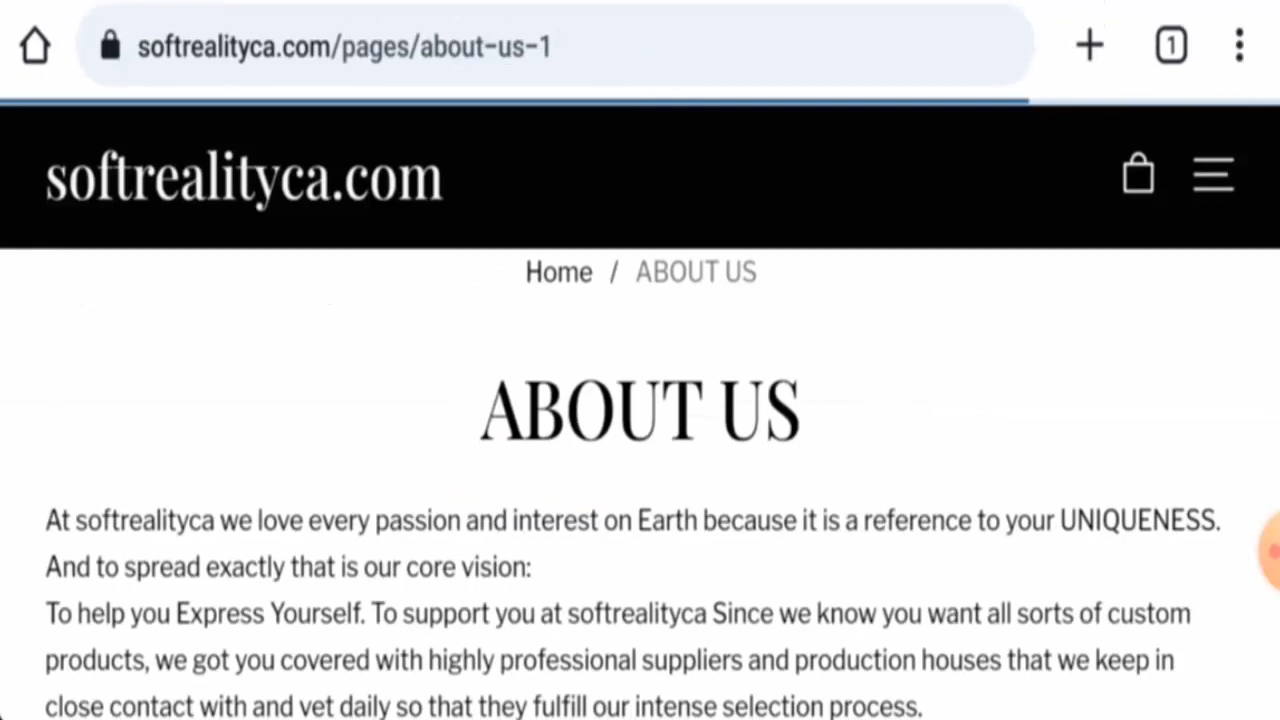 softrealityca.com/pages/about-us-1
1
softrealityca.com
Home / ABOUT US
ABOUT US
At softrealityca we love every passion and interest on Earth because it is a reference to your UNIQUENESS.
And to spread exactly that is our core vision:
To help you Express Yourself. To support you at softrealityca Since we know you want all sorts of custom
products, we got you covered with highly professional suppliers and production houses that we keep in
close contact with and vet daily so that they fulfill our intense selection process.